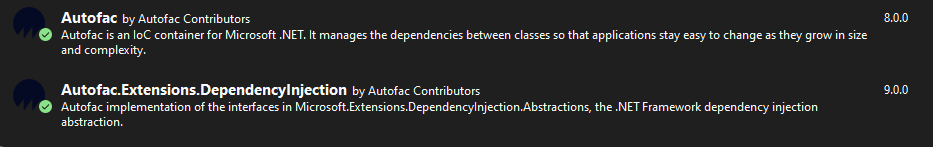 Autofac by Autofac Contributors 8.0.0
Autofac is an IoC container for Microsoft .NET. It manages the dependencies between classes so that applications stay easy to change as they grow in size
and complexity.
Autofac.Extensions.DependencyInjection by Autofac Contributors 9.0.0
Autofac implementation of the interfaces in Microsoft.Extensions.DependencyInjection.Abstractions, the .NET Framework dependency injection
abstraction.